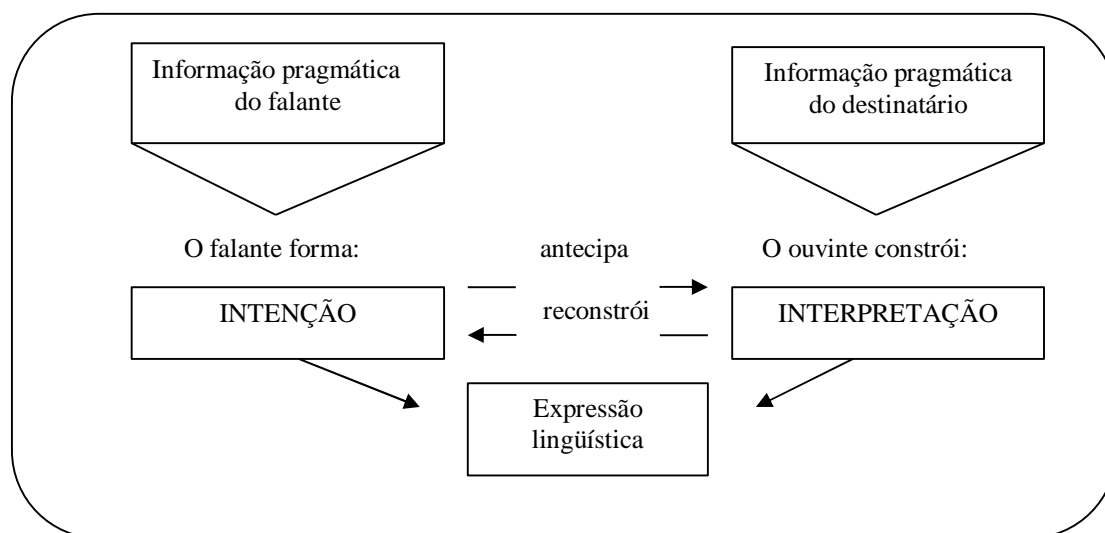 Informação pragmática
do falante
Informação pragmática
do destinatário
O falante forma:
antecipa
O ouvinte constrói:
INTENÇÃO
reconstrói
INTERPRETAÇÃO
Expressão
lingüística